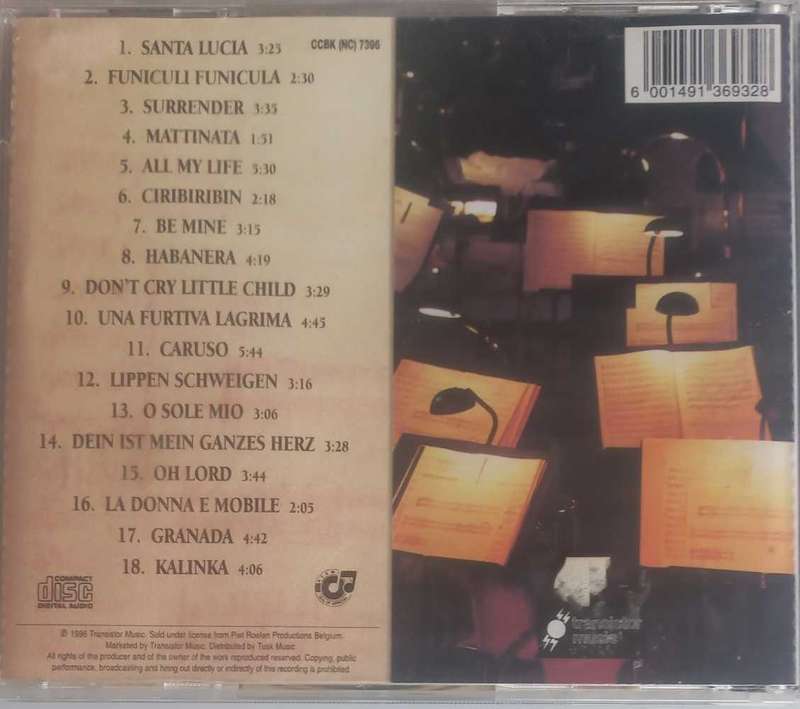 1. SANTA LUCIA 3:23
CCBK (NC) 7396
2. FUNICULI FUNICULA 2:30
3. SURRENDER 3:35
4. MATTINATA 1:51
5. ALL MY LIFE 5:30
6. CIRIBIRIBIN 2:18
7. BE MINE 3:15
8. HABANERA 4:19
9. DON'T CRY LITTLE CHILD 3:29
10. UNA FURTIVA LAGRIMA 4:45
11. CARUSO 5:44
12. LIPPEN SCHWEIGEN 3:16
13. O SOLE MIO 3:06
14. DEIN IST MEIN GANZES HERZ 3:28
15. OH LORD 3:44
16. LA DONNA E MOBILE 2:05
17. GRANADA 4:42
18. KALINKA 4:06
COMPACT
disc
DIGITAL AUDIO
℗ 1996 Transistor Music. Sold under license from Piet Roelen Productions Belgium.
Marketed by Transistor Music. Distributed by Tusk Music
All rights of the producer and of the owner of the work reproduced reserved. Copying, public
performance, broadcasting and hiring out directly or indirectly of this recording is prohibited.
6 001491 369328
transistor
music